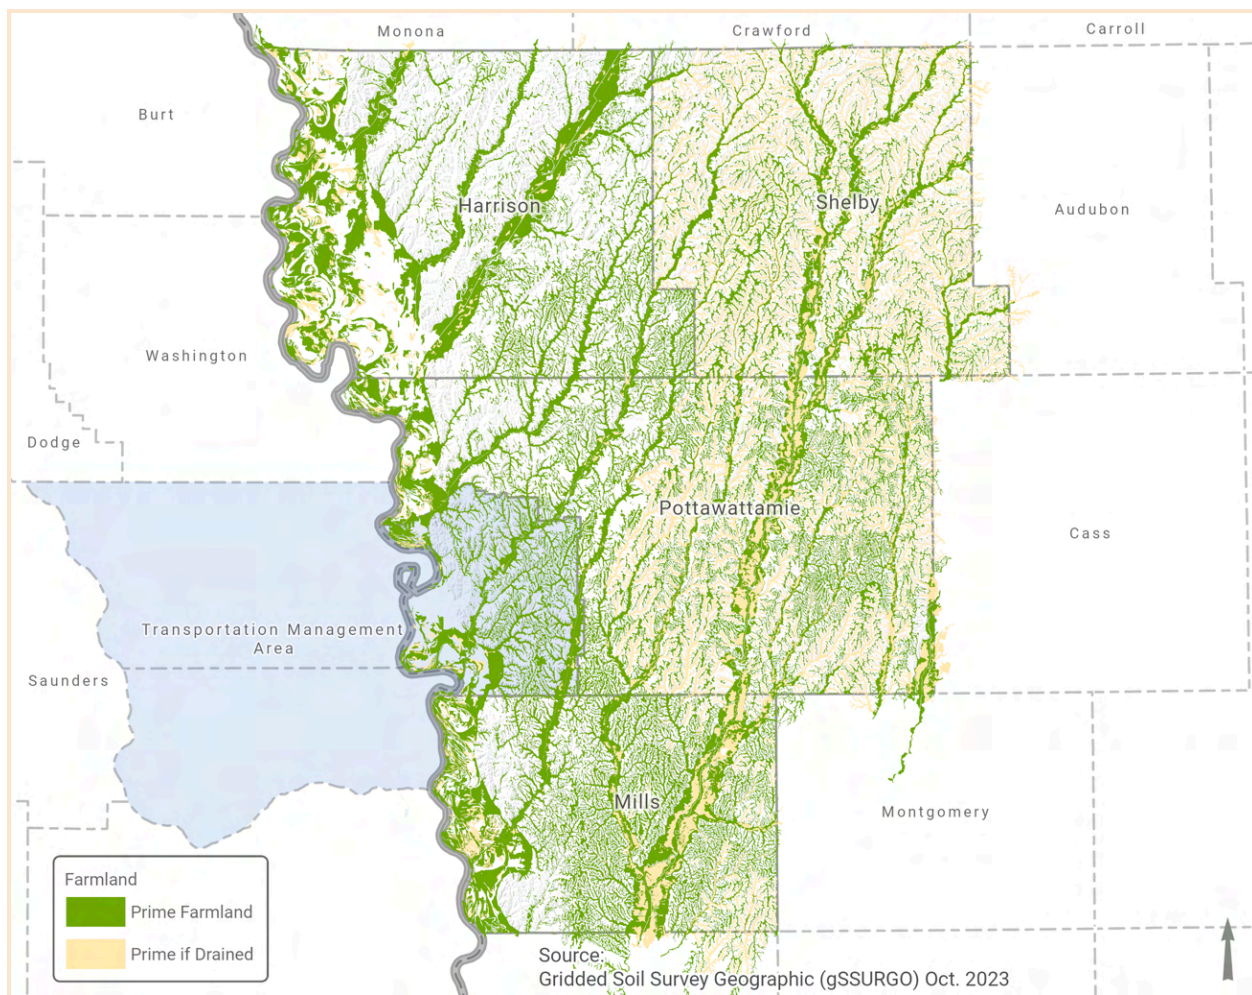 Monona
Crawford
Carroll
Burt
Harrison
Shelby
Audubon
Washington
Dodge
Pottawattamie
Cass
Transportation Management
Area
Saunders
Mills
Montgomery
Farmland
Prime Farmland
Prime if Drained
Source:
Gridded Soil Survey Geographic (gSSURGO) Oct. 2023